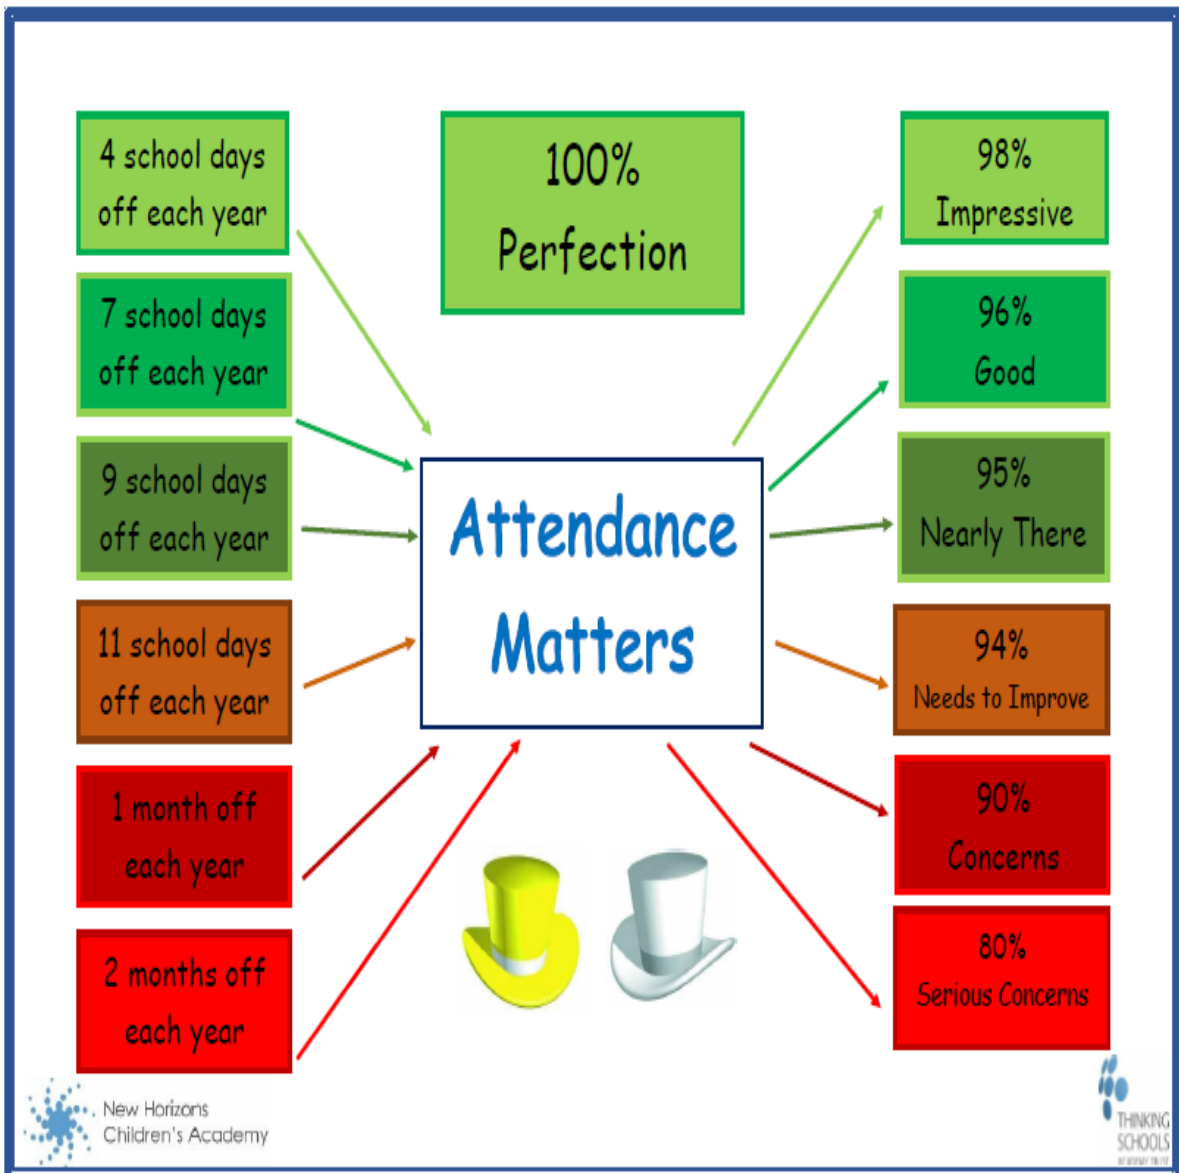 4 school days
off each year
7 school days
off each year
9 school days
off each year
11 school days
off each year
1 month off
each year
2 months off
each year
100%
Perfection
Attendance
Matters
98%
Impressive
96%
Good
95%
Nearly There
94%
Needs to Improve
90%
Concerns
80%
Serious Concerns
New Horizons
Children's Academy
THINKING
SCHOOLS
ACADEMY TRUST